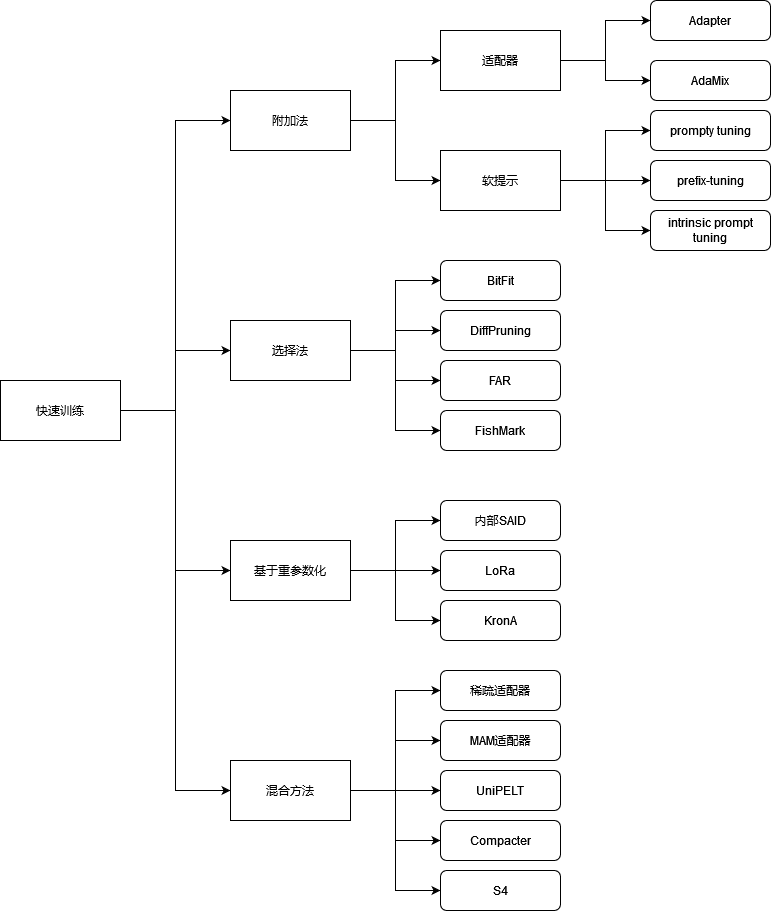 快速训练
附加法
适配器
Adapter
AdaMix
软提示
prompty tuning
prefix-tuning
intrinsic prompt
tuning
选择法
BitFit
DiffPruning
FAR
FishMark
基于重参数化
内部SAID
LoRa
KronA
混合方法
稀疏适配器
MAM适配器
UniPELT
Compacter
S4